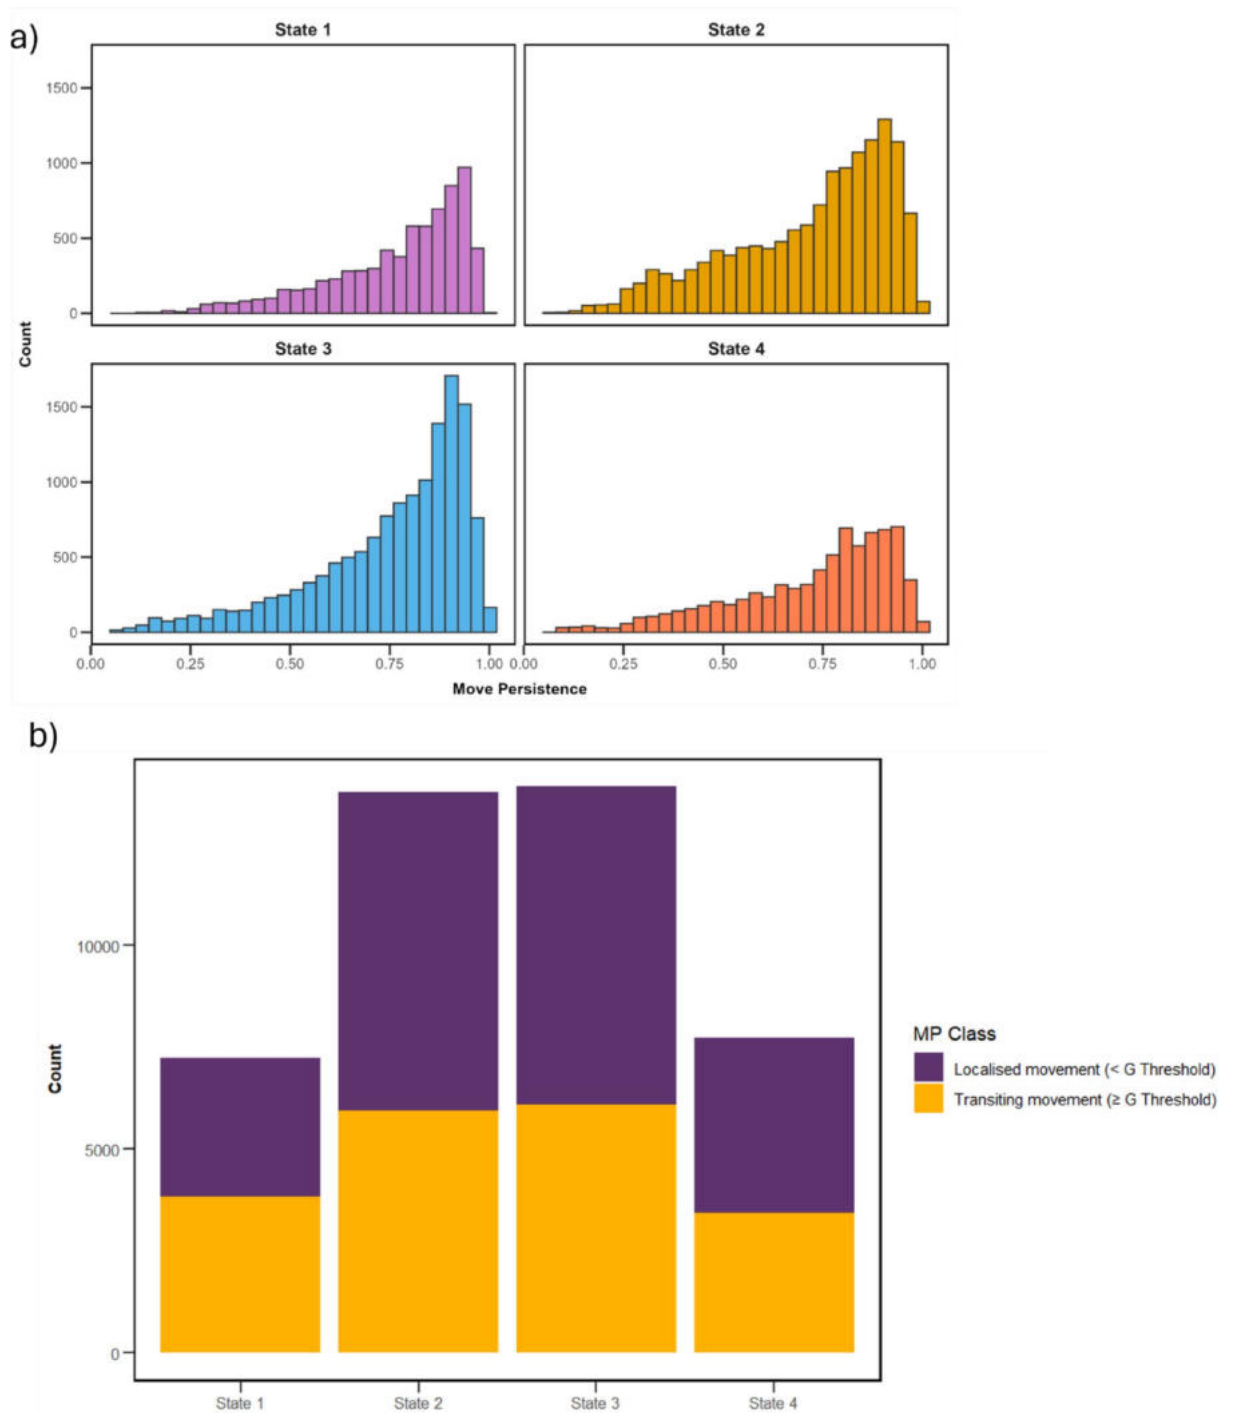 a)
State 1
State 2
1500
1000
500
0
Count
State 3
State 4
1500
1000
500
0
0.00 0.25 0.50 0.75 1.00 0.00 0.25 0.50 0.75 1.00
Move Persistence
b)
10000
5000
0
Count
MP Class
Localised movement (< G Threshold)
Transiting movement (≥ G Threshold)
State 1 State 2 State 3 State 4